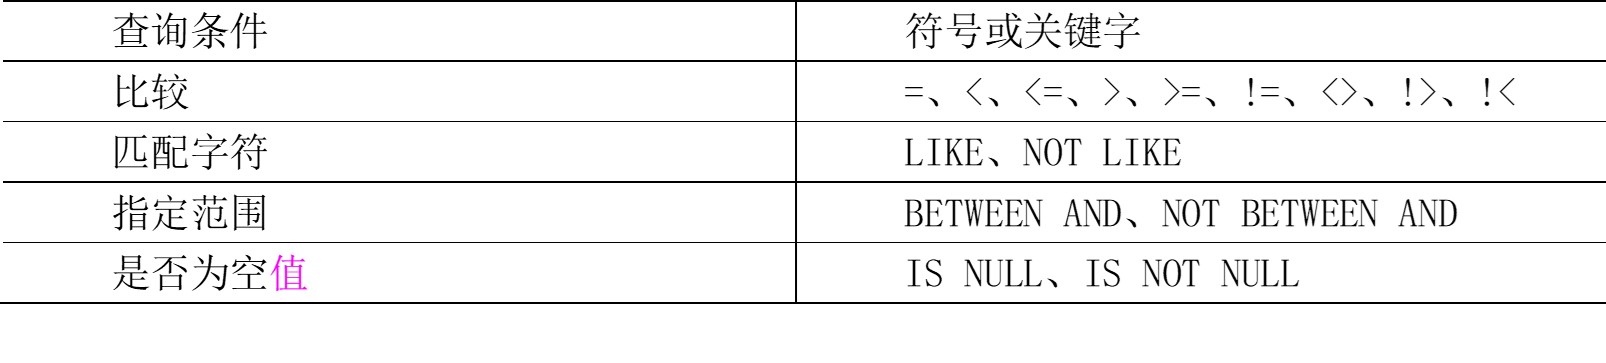 查询条件 符号或关键字
比较 =、<、<=、>、>=、!=、<>、!>、!<
匹配字符 LIKE、NOT LIKE
指定范围 BETWEEN AND、NOT BETWEEN AND
是否为空值 IS NULL、IS NOT NULL